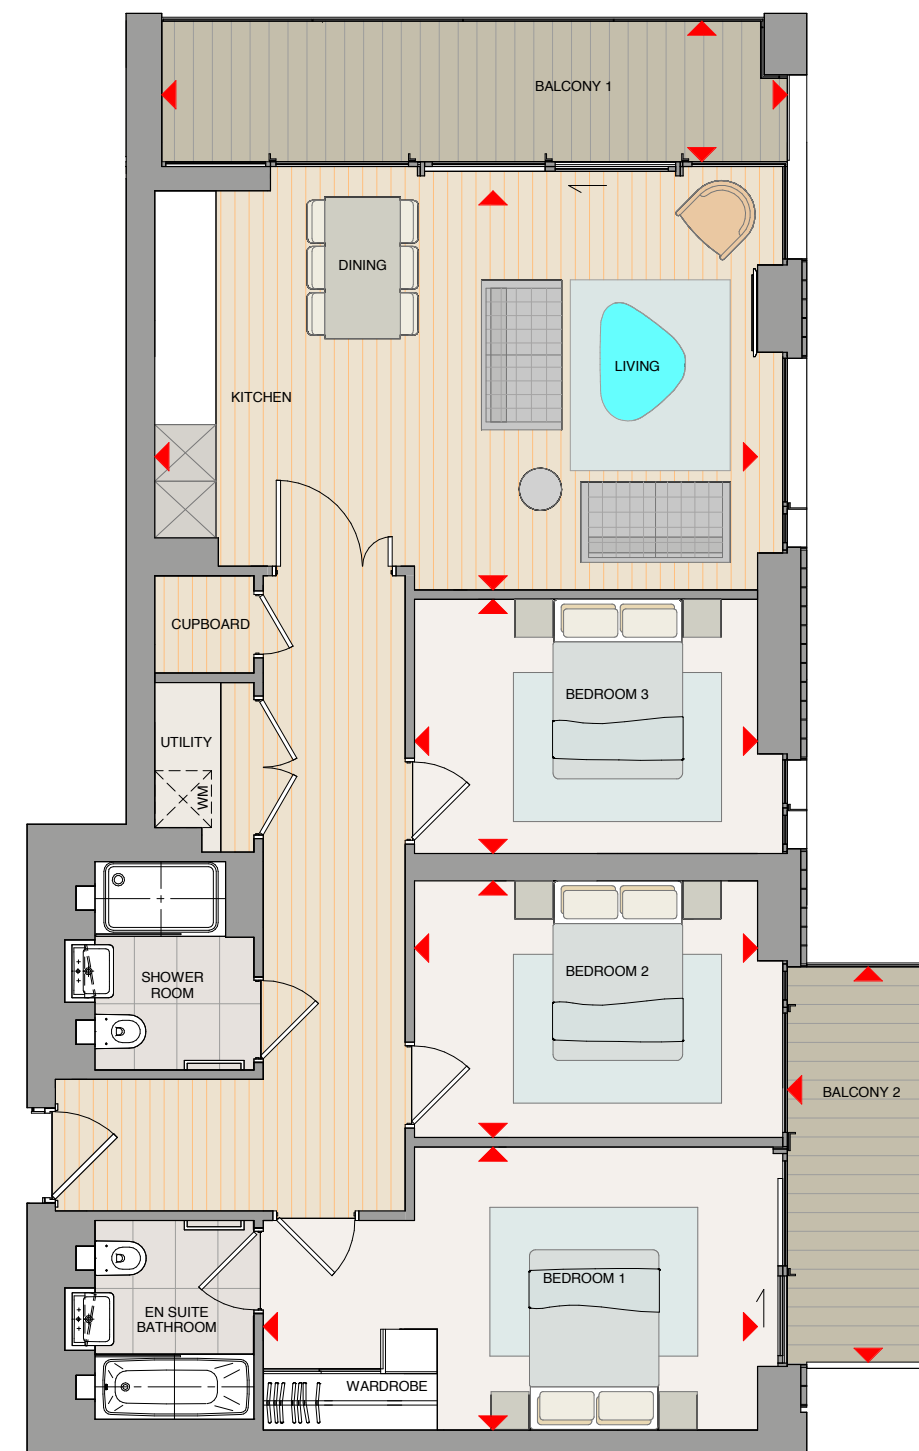 BALCONY 1
DINING
LIVING
KITCHEN
CUPBOARD
BEDROOM 3
UTILITY
WM
SHOWER
ROOM
BEDROOM 2
BALCONY 2
BEDROOM 1
EN SUITE
BATHROOM
WARDROBE